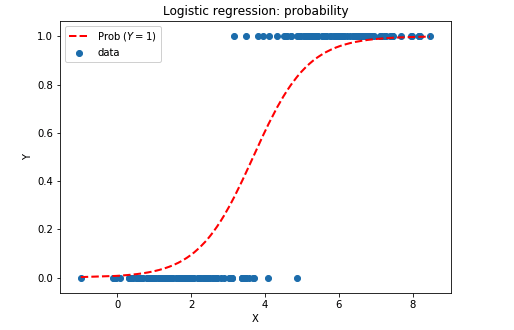 Logistic regression: probability
Prob (Y = 1)
data
Y
1.0
0.8
0.6
0.4
0.2
0.0
0
2
4
6
8
X